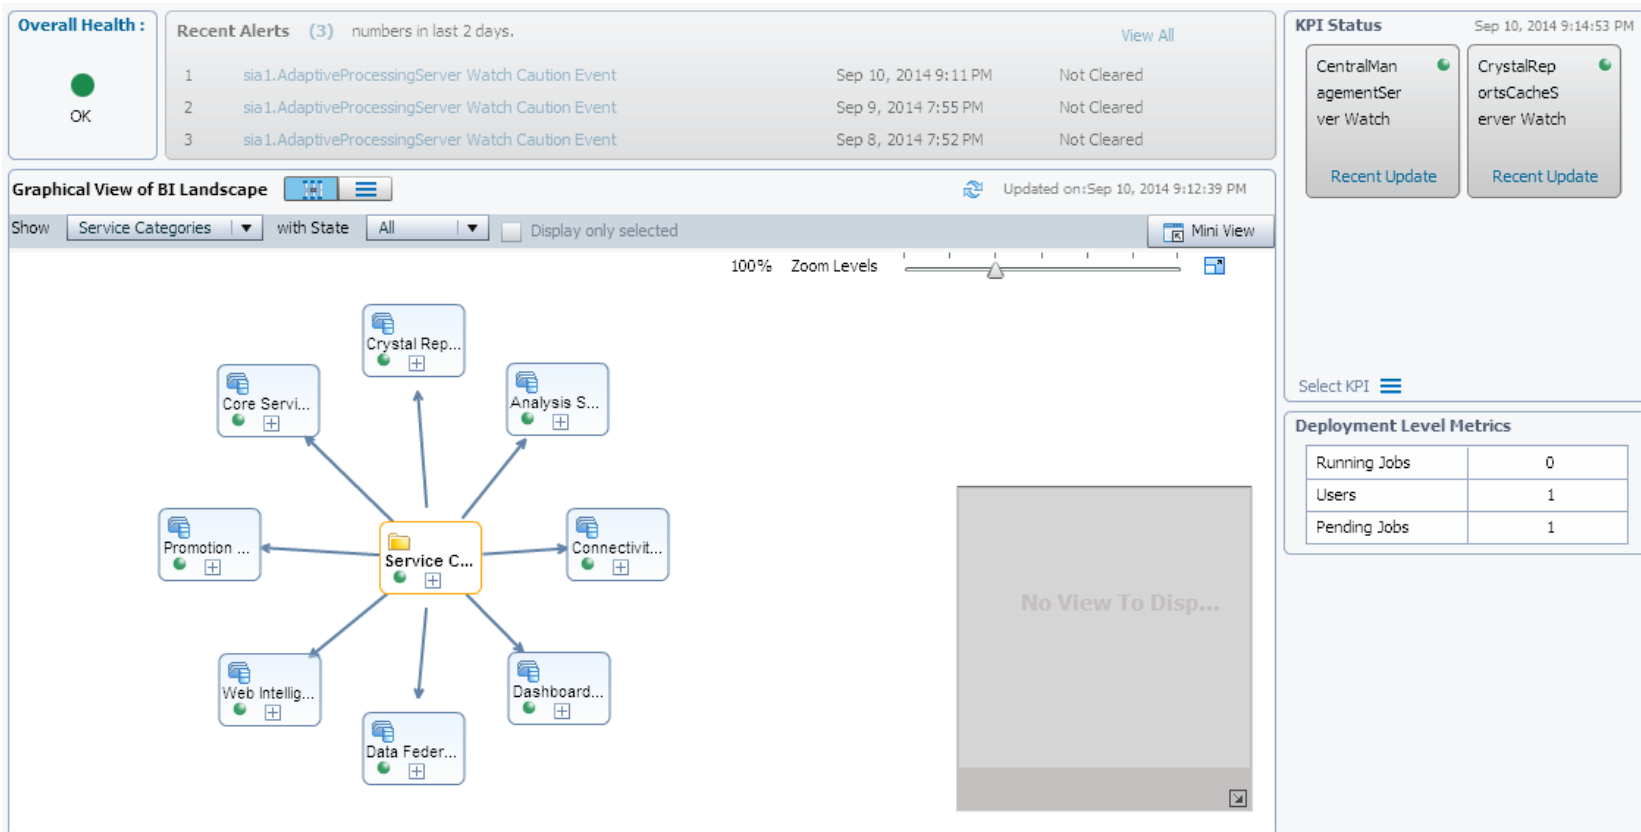 Overall Health :
OK
Recent Alerts (3) numbers in last 2 days.
View All
1 sia1.AdaptiveProcessingServer Watch Caution Event Sep 10, 2014 9:11 PM Not Cleared
2 sia1.AdaptiveProcessingServer Watch Caution Event Sep 9, 2014 7:55 PM Not Cleared
3 sia1.AdaptiveProcessingServer Watch Caution Event Sep 8, 2014 7:52 PM Not Cleared
KPI Status Sep 10, 2014 9:14:53 PM
CentralMan
agementSer
ver Watch
Recent Update
CrystalRep
ortsCacheS
erver Watch
Recent Update
Select KPI
Graphical View of BI Landscape
Updated on:Sep 10, 2014 9:12:39 PM
Show Service Categories with State All Display only selected
Mini View
100% Zoom Levels
Crystal Rep...
Core Servi...
Analysis S...
Promotion ...
Service C...
Connectivit...
Web Intellig...
Dashboard...
Data Feder...
No View To Disp...
Deployment Level Metrics
Running Jobs 0
Users 1
Pending Jobs 1